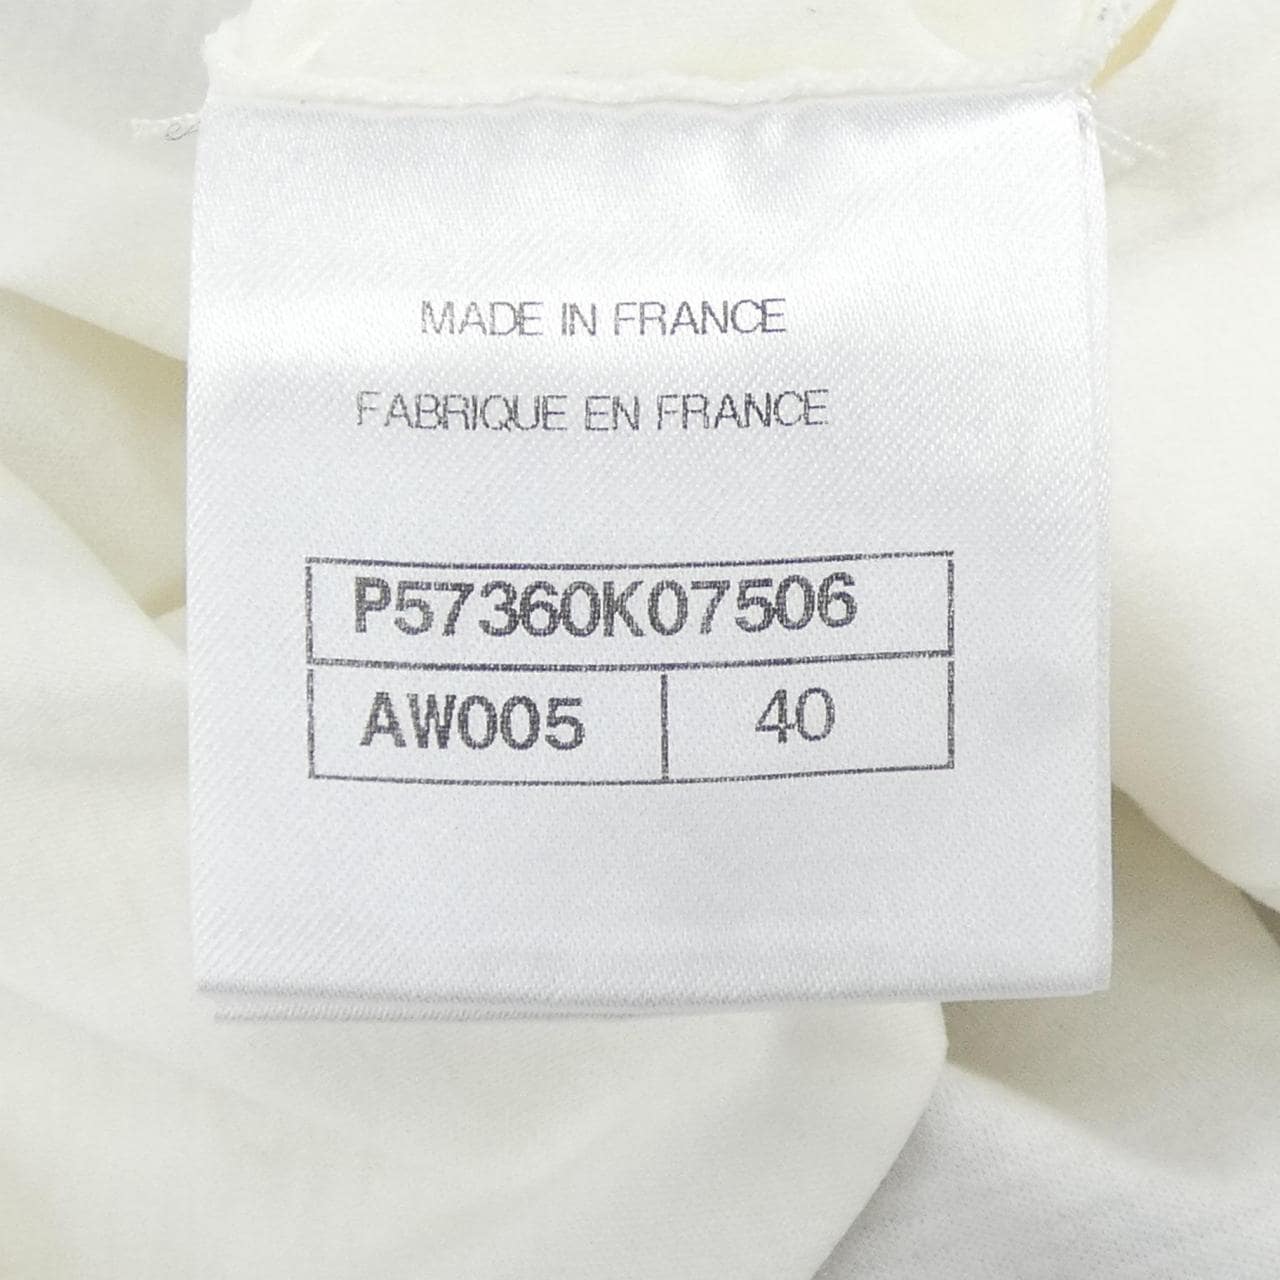 MADE IN FRANCE
FABRIQUE EN FRANCE
P57360K07506
AW005 40